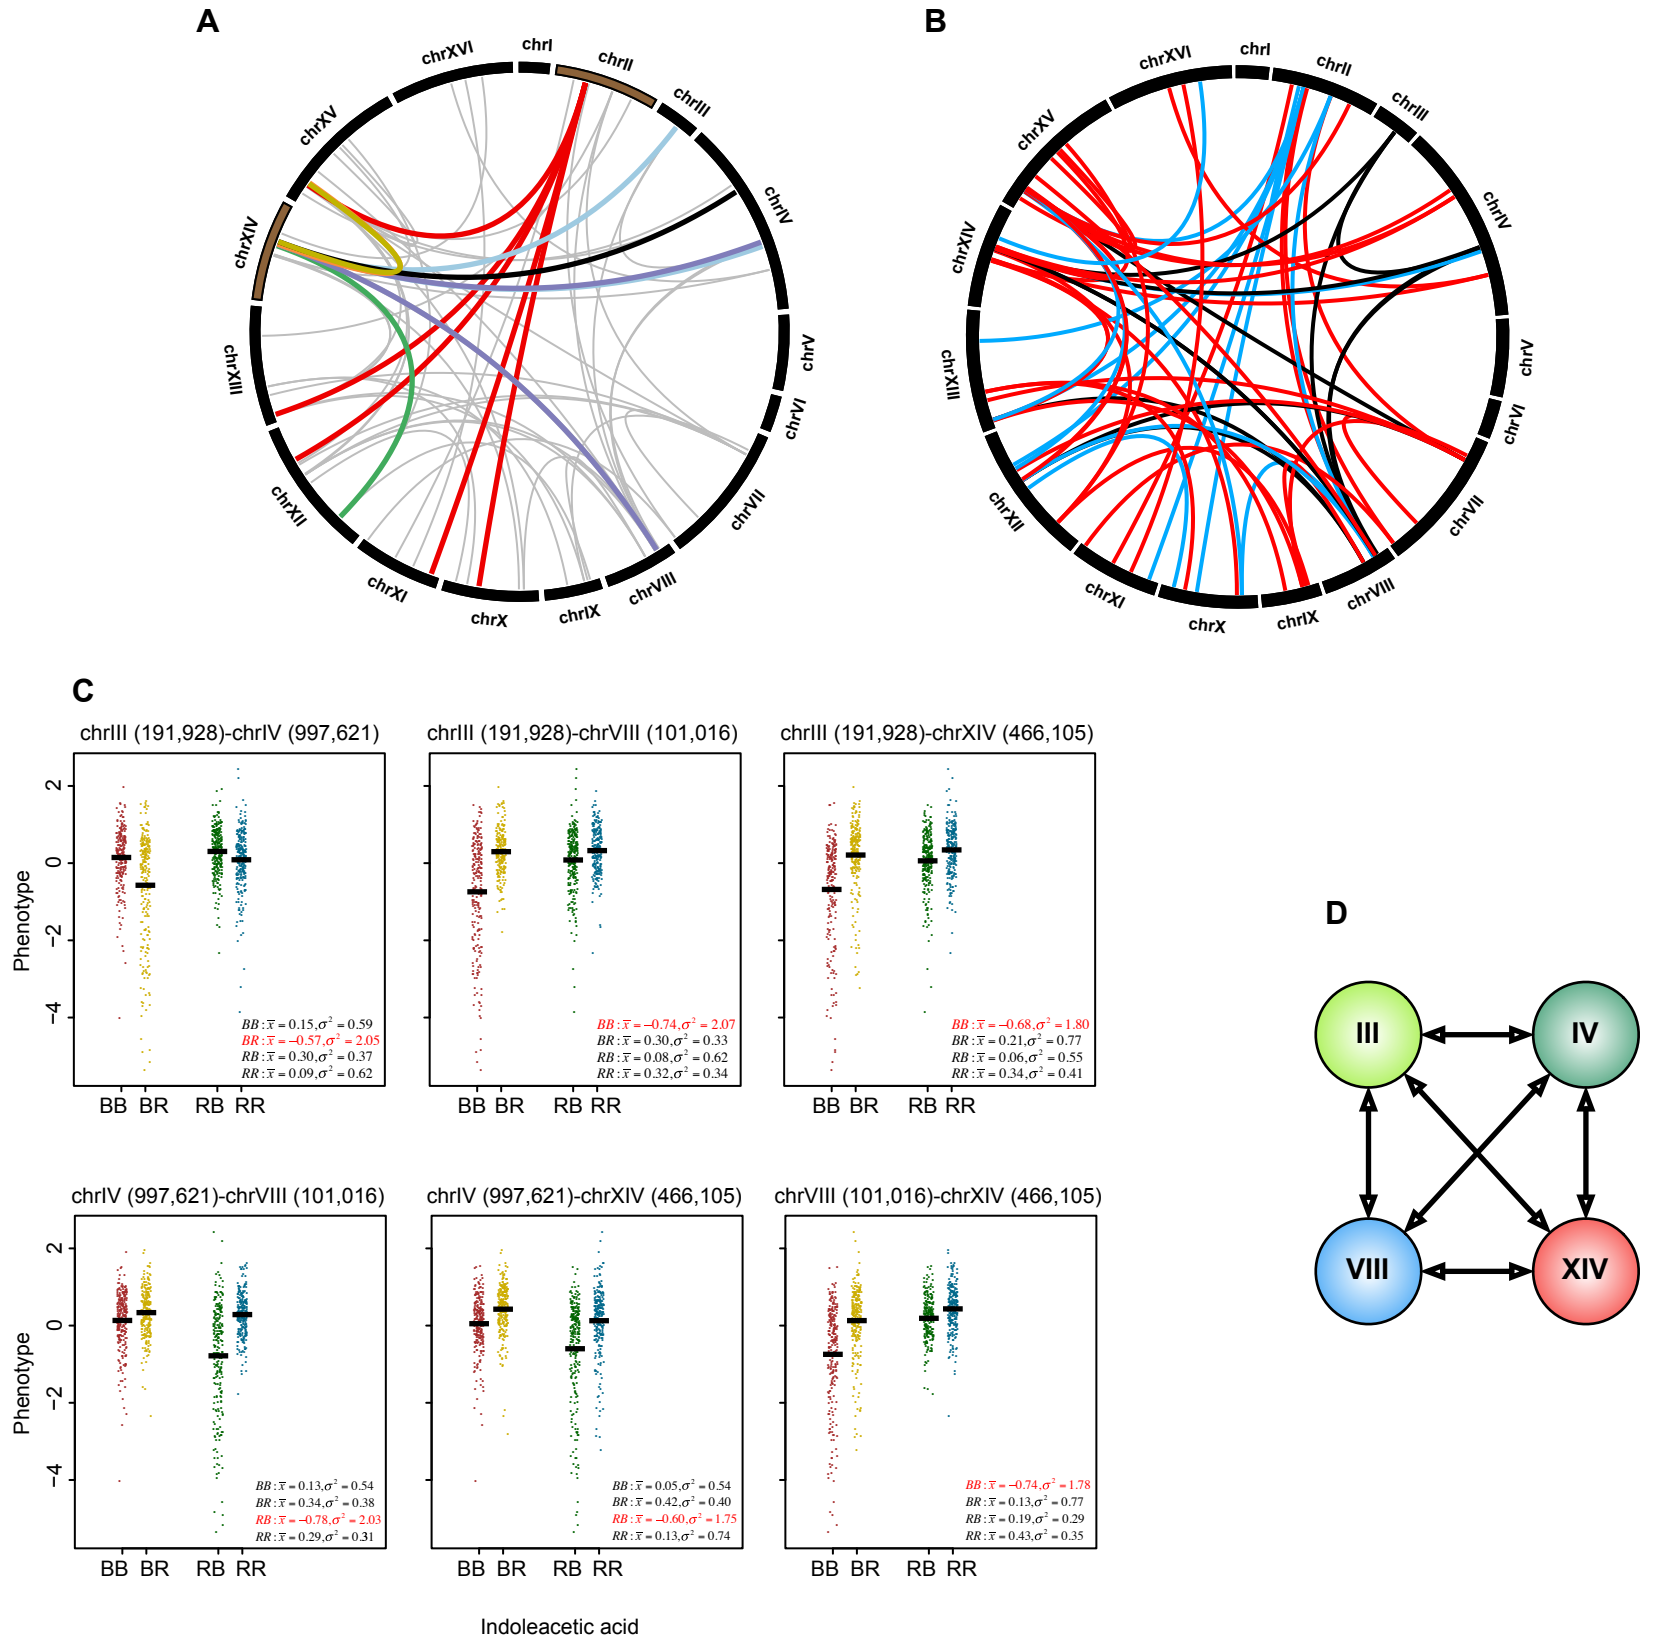 A
B
chrI
chrII
chrIII
chrIV
chrV
chrVI
chrVII
chrVIII
chrIX
chrX
chrXI
chrXII
chrXIII
chrXIV
chrXV
chrXVI
chrI
chrII
chrIII
chrIV
chrV
chrVI
chrVII
chrVIII
chrIX
chrX
chrXI
chrXII
chrXIII
chrXIV
chrXV
chrXVI
C
chrIII (191,928)-chrIV (997,621)
Phenotype
2
0
−2
−4
BB : x̅ = 0.15,σ² = 0.59
BR : x̅ = −0.57,σ² = 2.05
RB : x̅ = 0.30,σ² = 0.37
RR : x̅ = 0.09,σ² = 0.62
BB BR RB RR
chrIII (191,928)-chrVIII (101,016)
BB : x̅ = −0.74,σ² = 2.07
BR : x̅ = 0.30,σ² = 0.33
RB : x̅ = 0.08,σ² = 0.62
RR : x̅ = 0.32,σ² = 0.34
BB BR RB RR
chrIII (191,928)-chrXIV (466,105)
BB : x̅ = −0.68,σ² = 1.80
BR : x̅ = 0.21,σ² = 0.77
RB : x̅ = 0.06,σ² = 0.55
RR : x̅ = 0.34,σ² = 0.41
BB BR RB RR
chrIV (997,621)-chrVIII (101,016)
Phenotype
2
0
−2
−4
BB : x̅ = 0.13,σ² = 0.54
BR : x̅ = 0.34,σ² = 0.38
RB : x̅ = −0.78,σ² = 2.03
RR : x̅ = 0.29,σ² = 0.31
BB BR RB RR
chrIV (997,621)-chrXIV (466,105)
BB : x̅ = 0.05,σ² = 0.54
BR : x̅ = 0.42,σ² = 0.40
RB : x̅ = −0.60,σ² = 1.75
RR : x̅ = 0.13,σ² = 0.74
BB BR RB RR
chrVIII (101,016)-chrXIV (466,105)
BB : x̅ = −0.74,σ² = 1.78
BR : x̅ = 0.13,σ² = 0.77
RB : x̅ = 0.19,σ² = 0.29
RR : x̅ = 0.43,σ² = 0.35
BB BR RB RR
Indoleacetic acid
D
III
IV
VIII
XIV